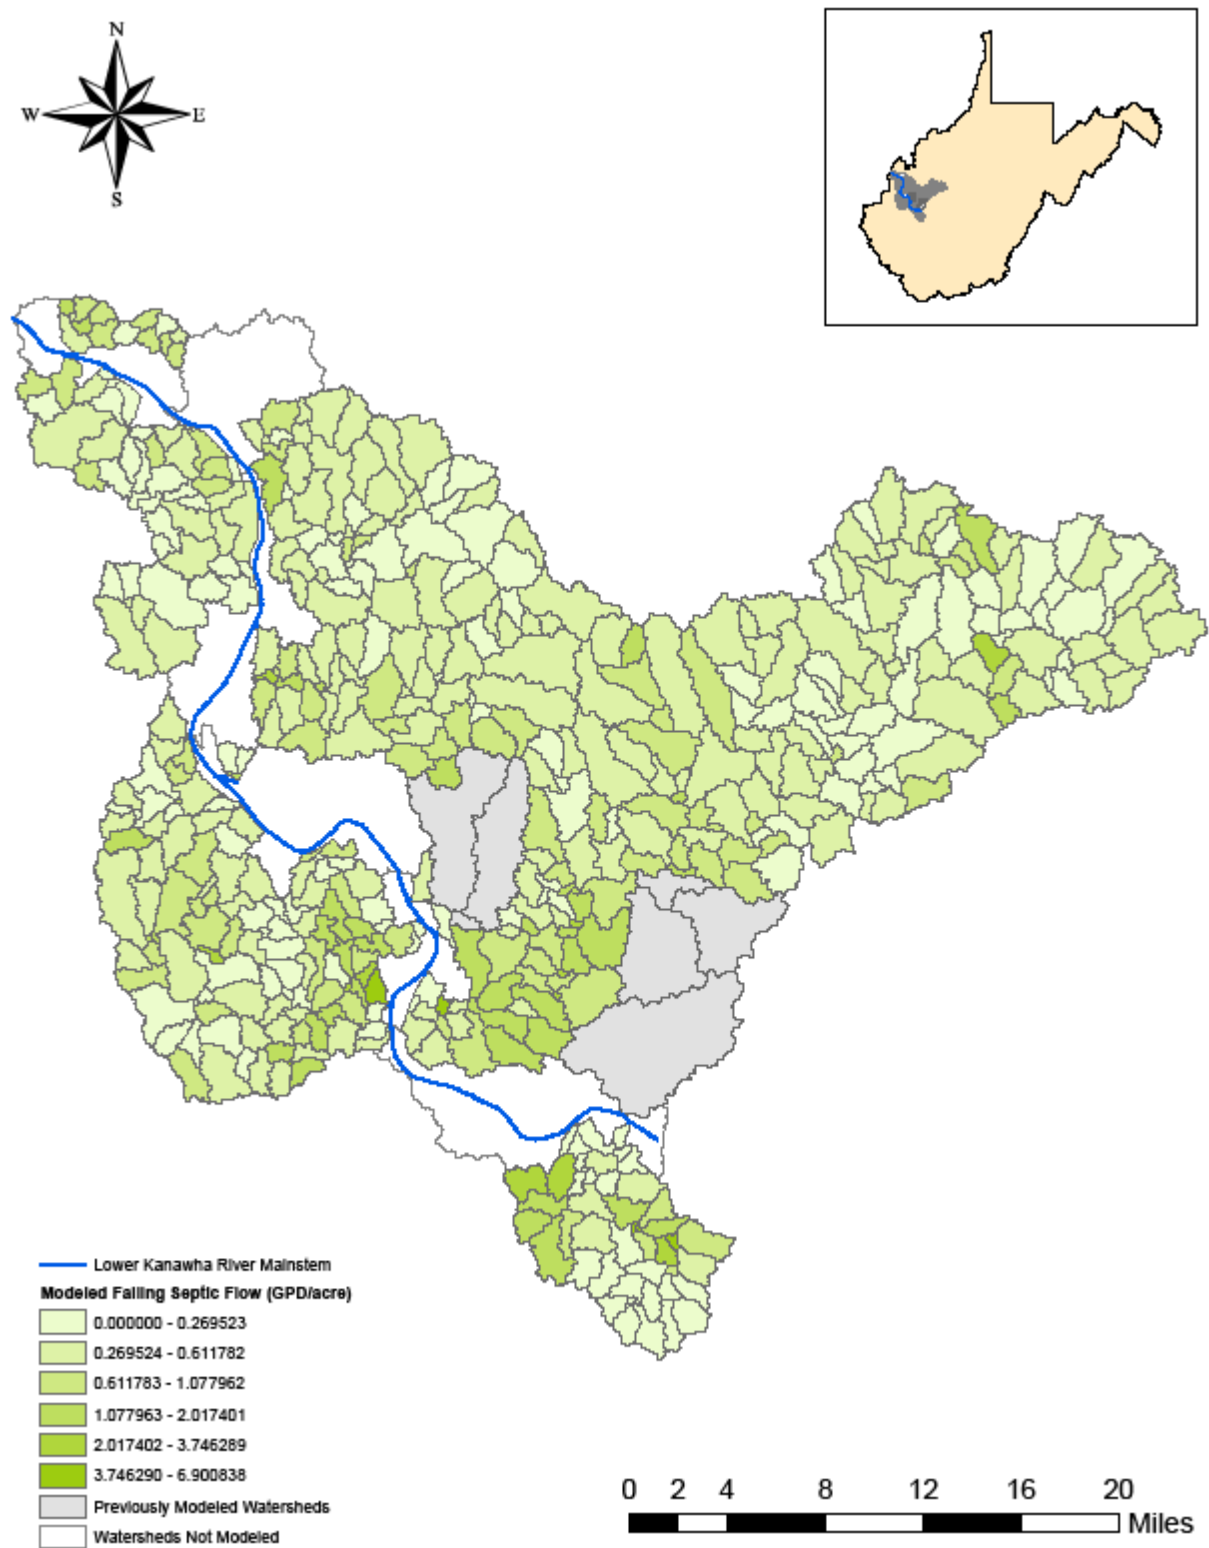 N
W E
S
Lower Kanawha River Mainstem
Modeled Failing Septic Flow (GPD/acre)
0.000000 - 0.269523
0.269524 - 0.611782
0.611783 - 1.077962
1.077963 - 2.017401
2.017402 - 3.746289
3.746290 - 6.900838
Previously Modeled Watersheds
Watersheds Not Modeled
0 2 4 8 12 16 20
Miles